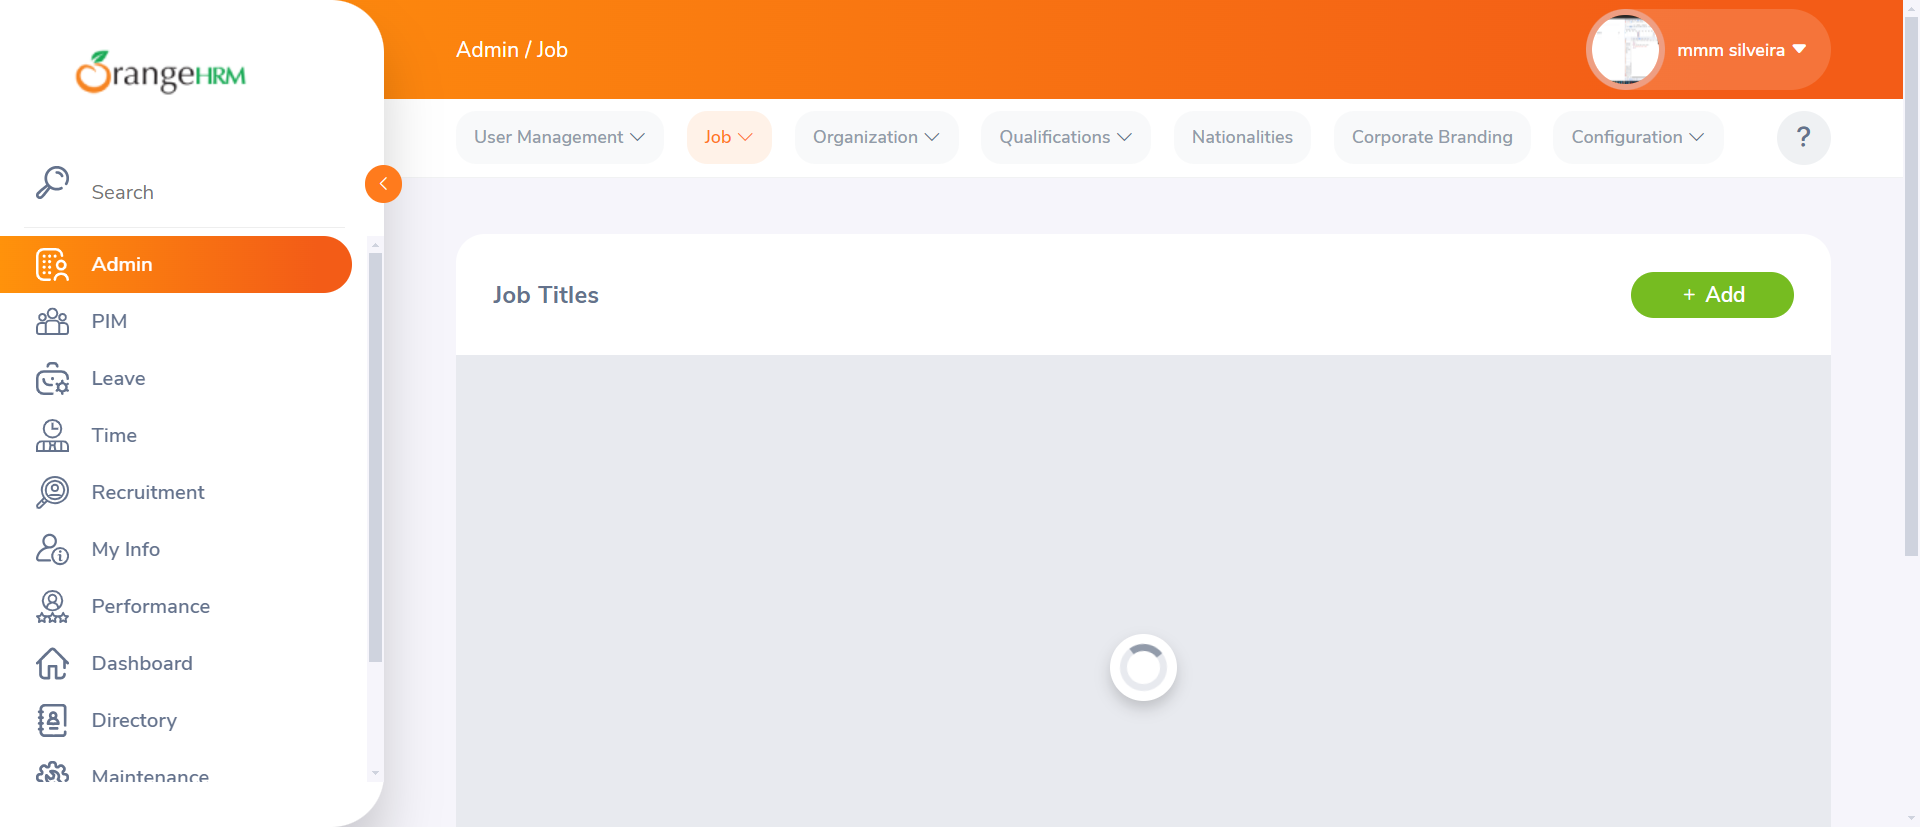 OrangeHRM
Search
Admin
PIM
Leave
Time
Recruitment
My Info
Performance
Dashboard
Directory
Maintenance
Admin / Job
mmm silveira
User Management
Job
Organization
Qualifications
Nationalities
Corporate Branding
Configuration
?
Job Titles
+ Add